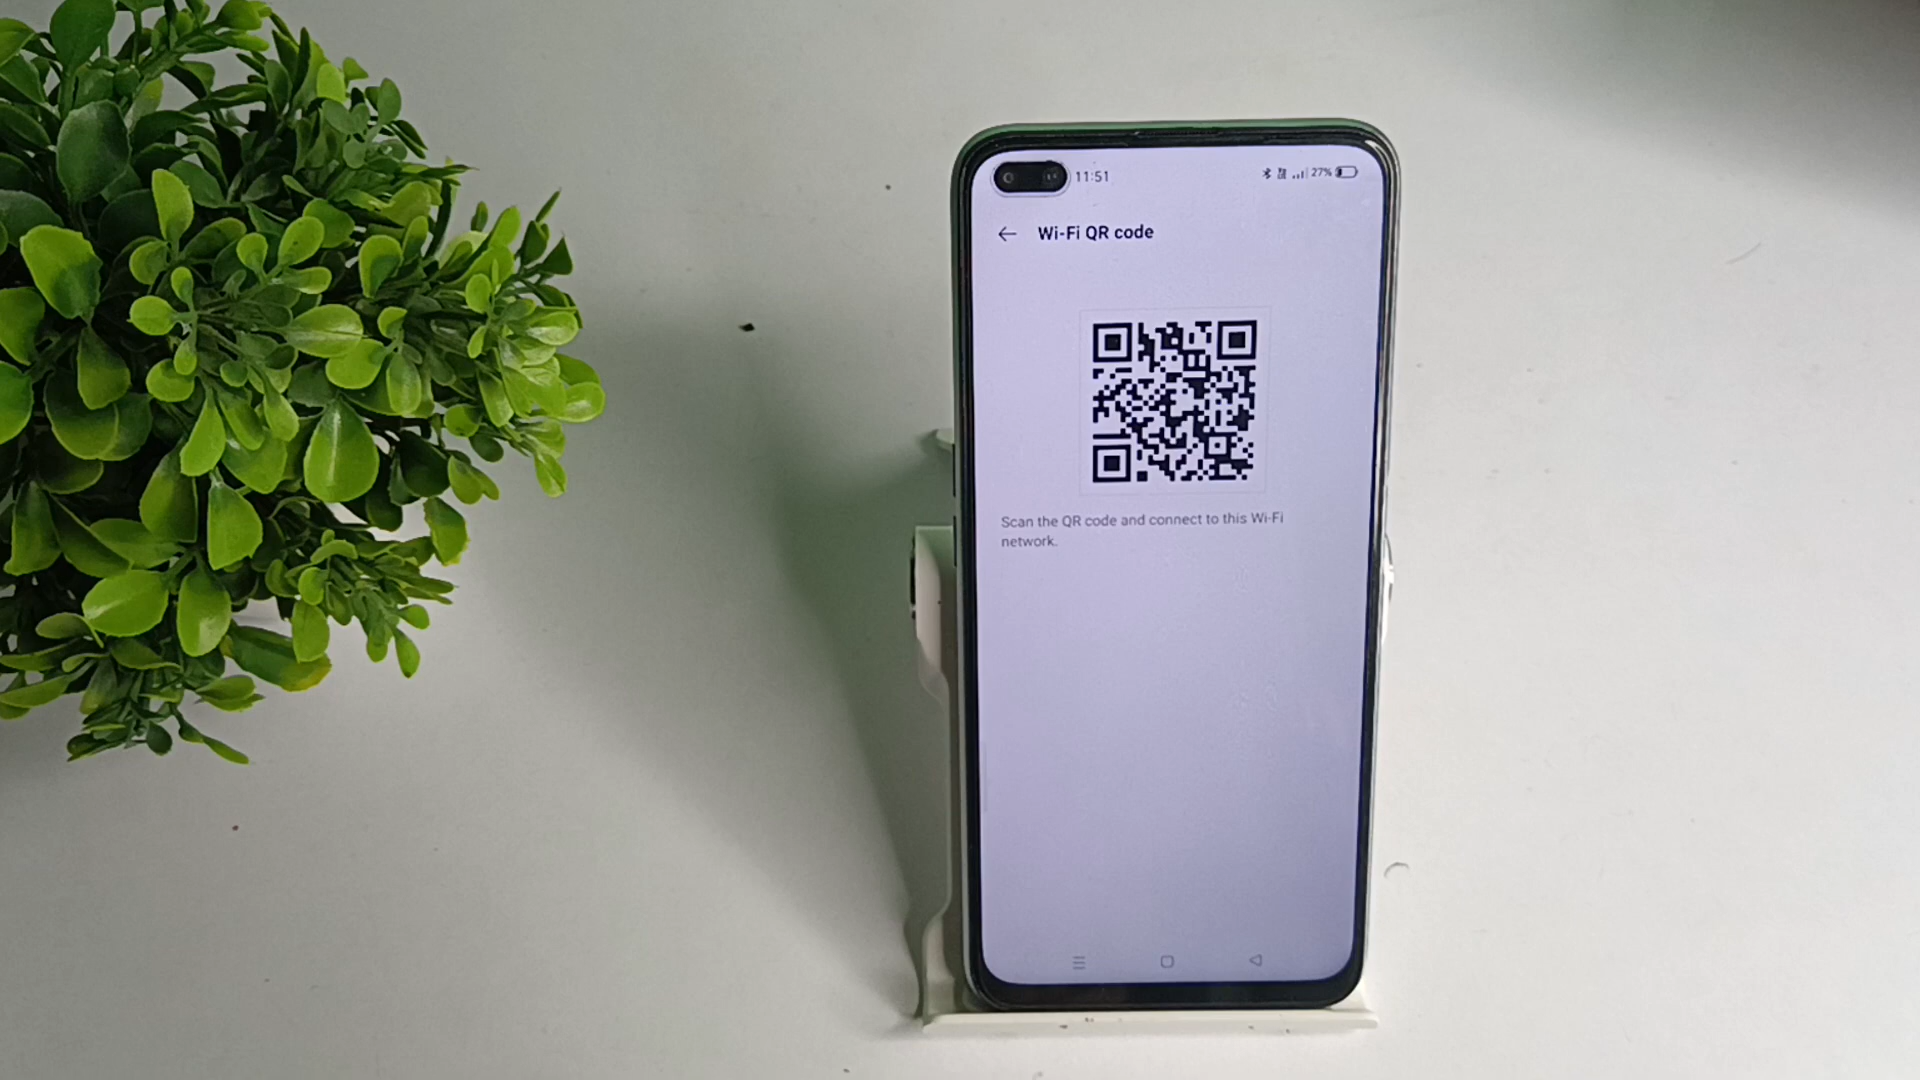 11:51
27%
Wi-Fi QR code
Scan the QR code and connect to this Wi-Fi
network.